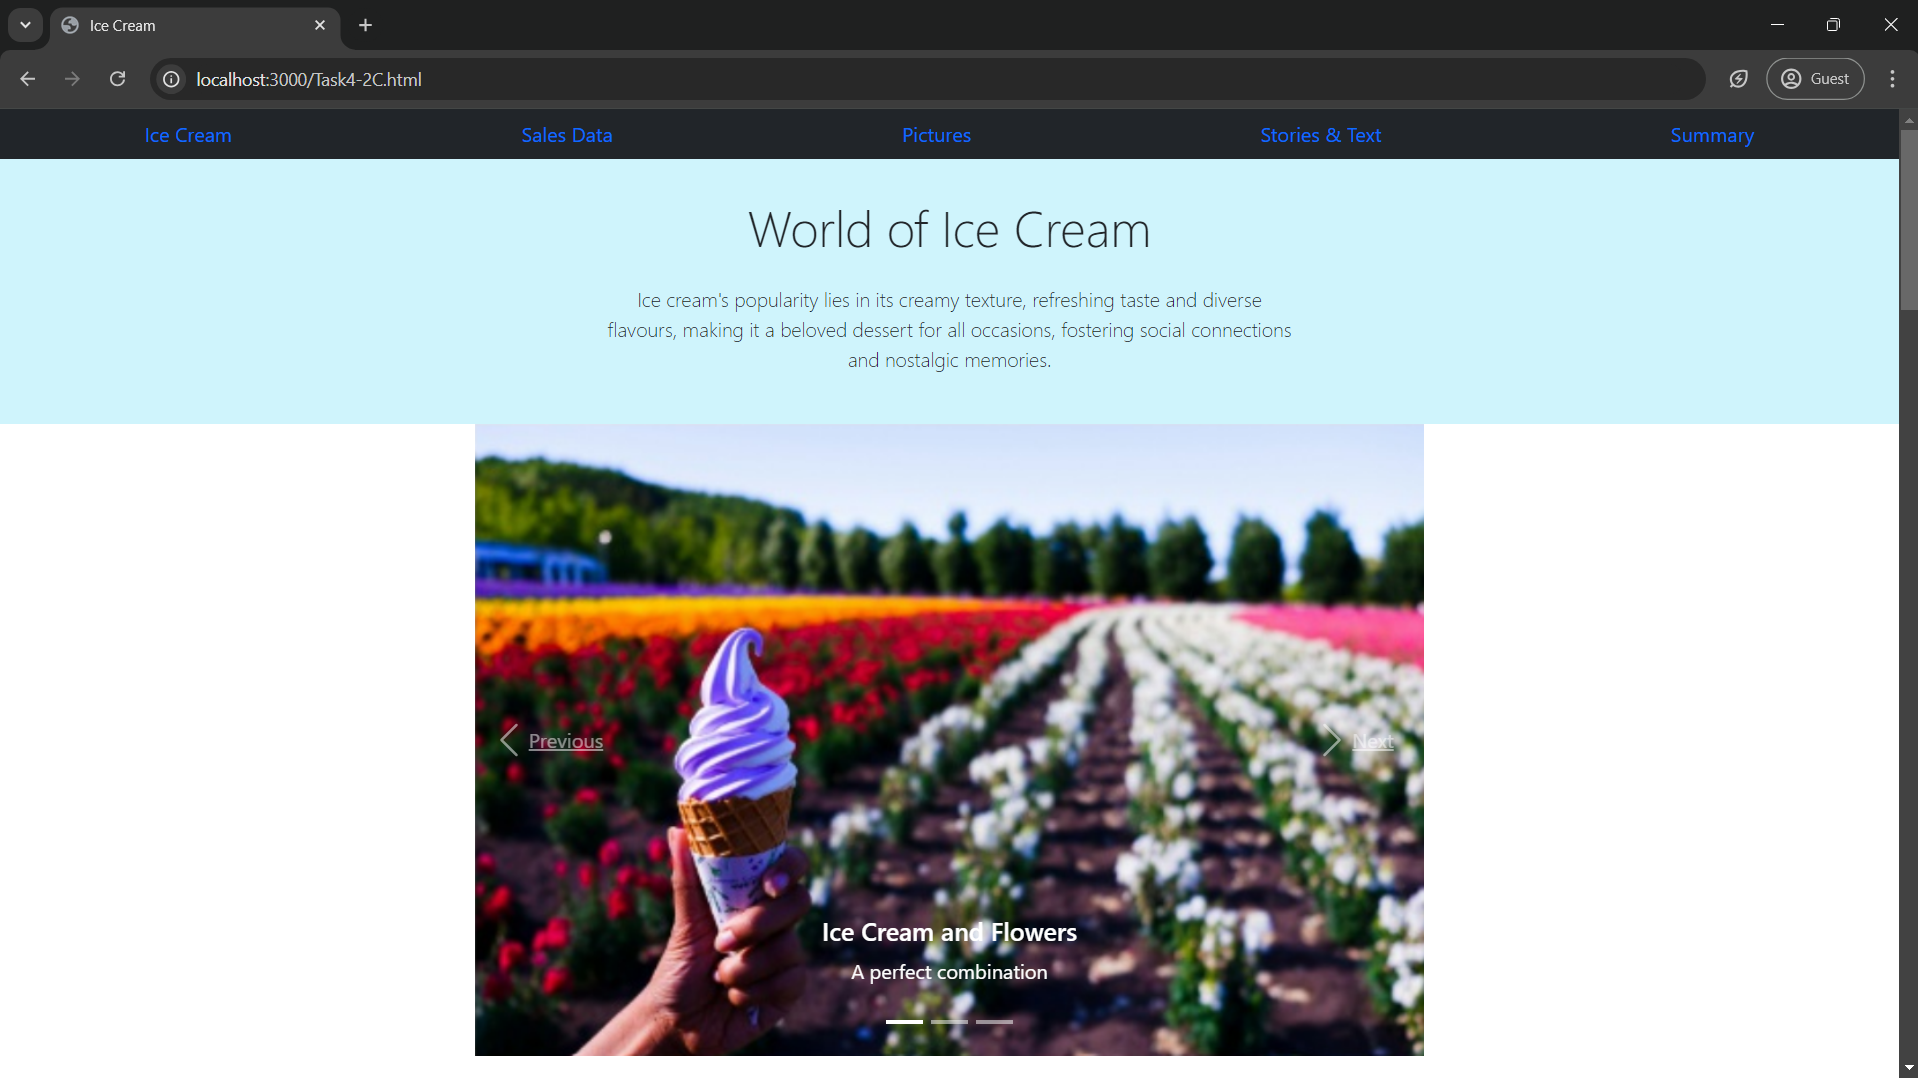 Ice Cream
localhost:3000/Task4-2C.html
Guest
Ice Cream Sales Data Pictures Stories & Text Summary
World of Ice Cream
Ice cream's popularity lies in its creamy texture, refreshing taste and diverse
flavours, making it a beloved dessert for all occasions, fostering social connections
and nostalgic memories.
Previous Next
Ice Cream and Flowers
A perfect combination